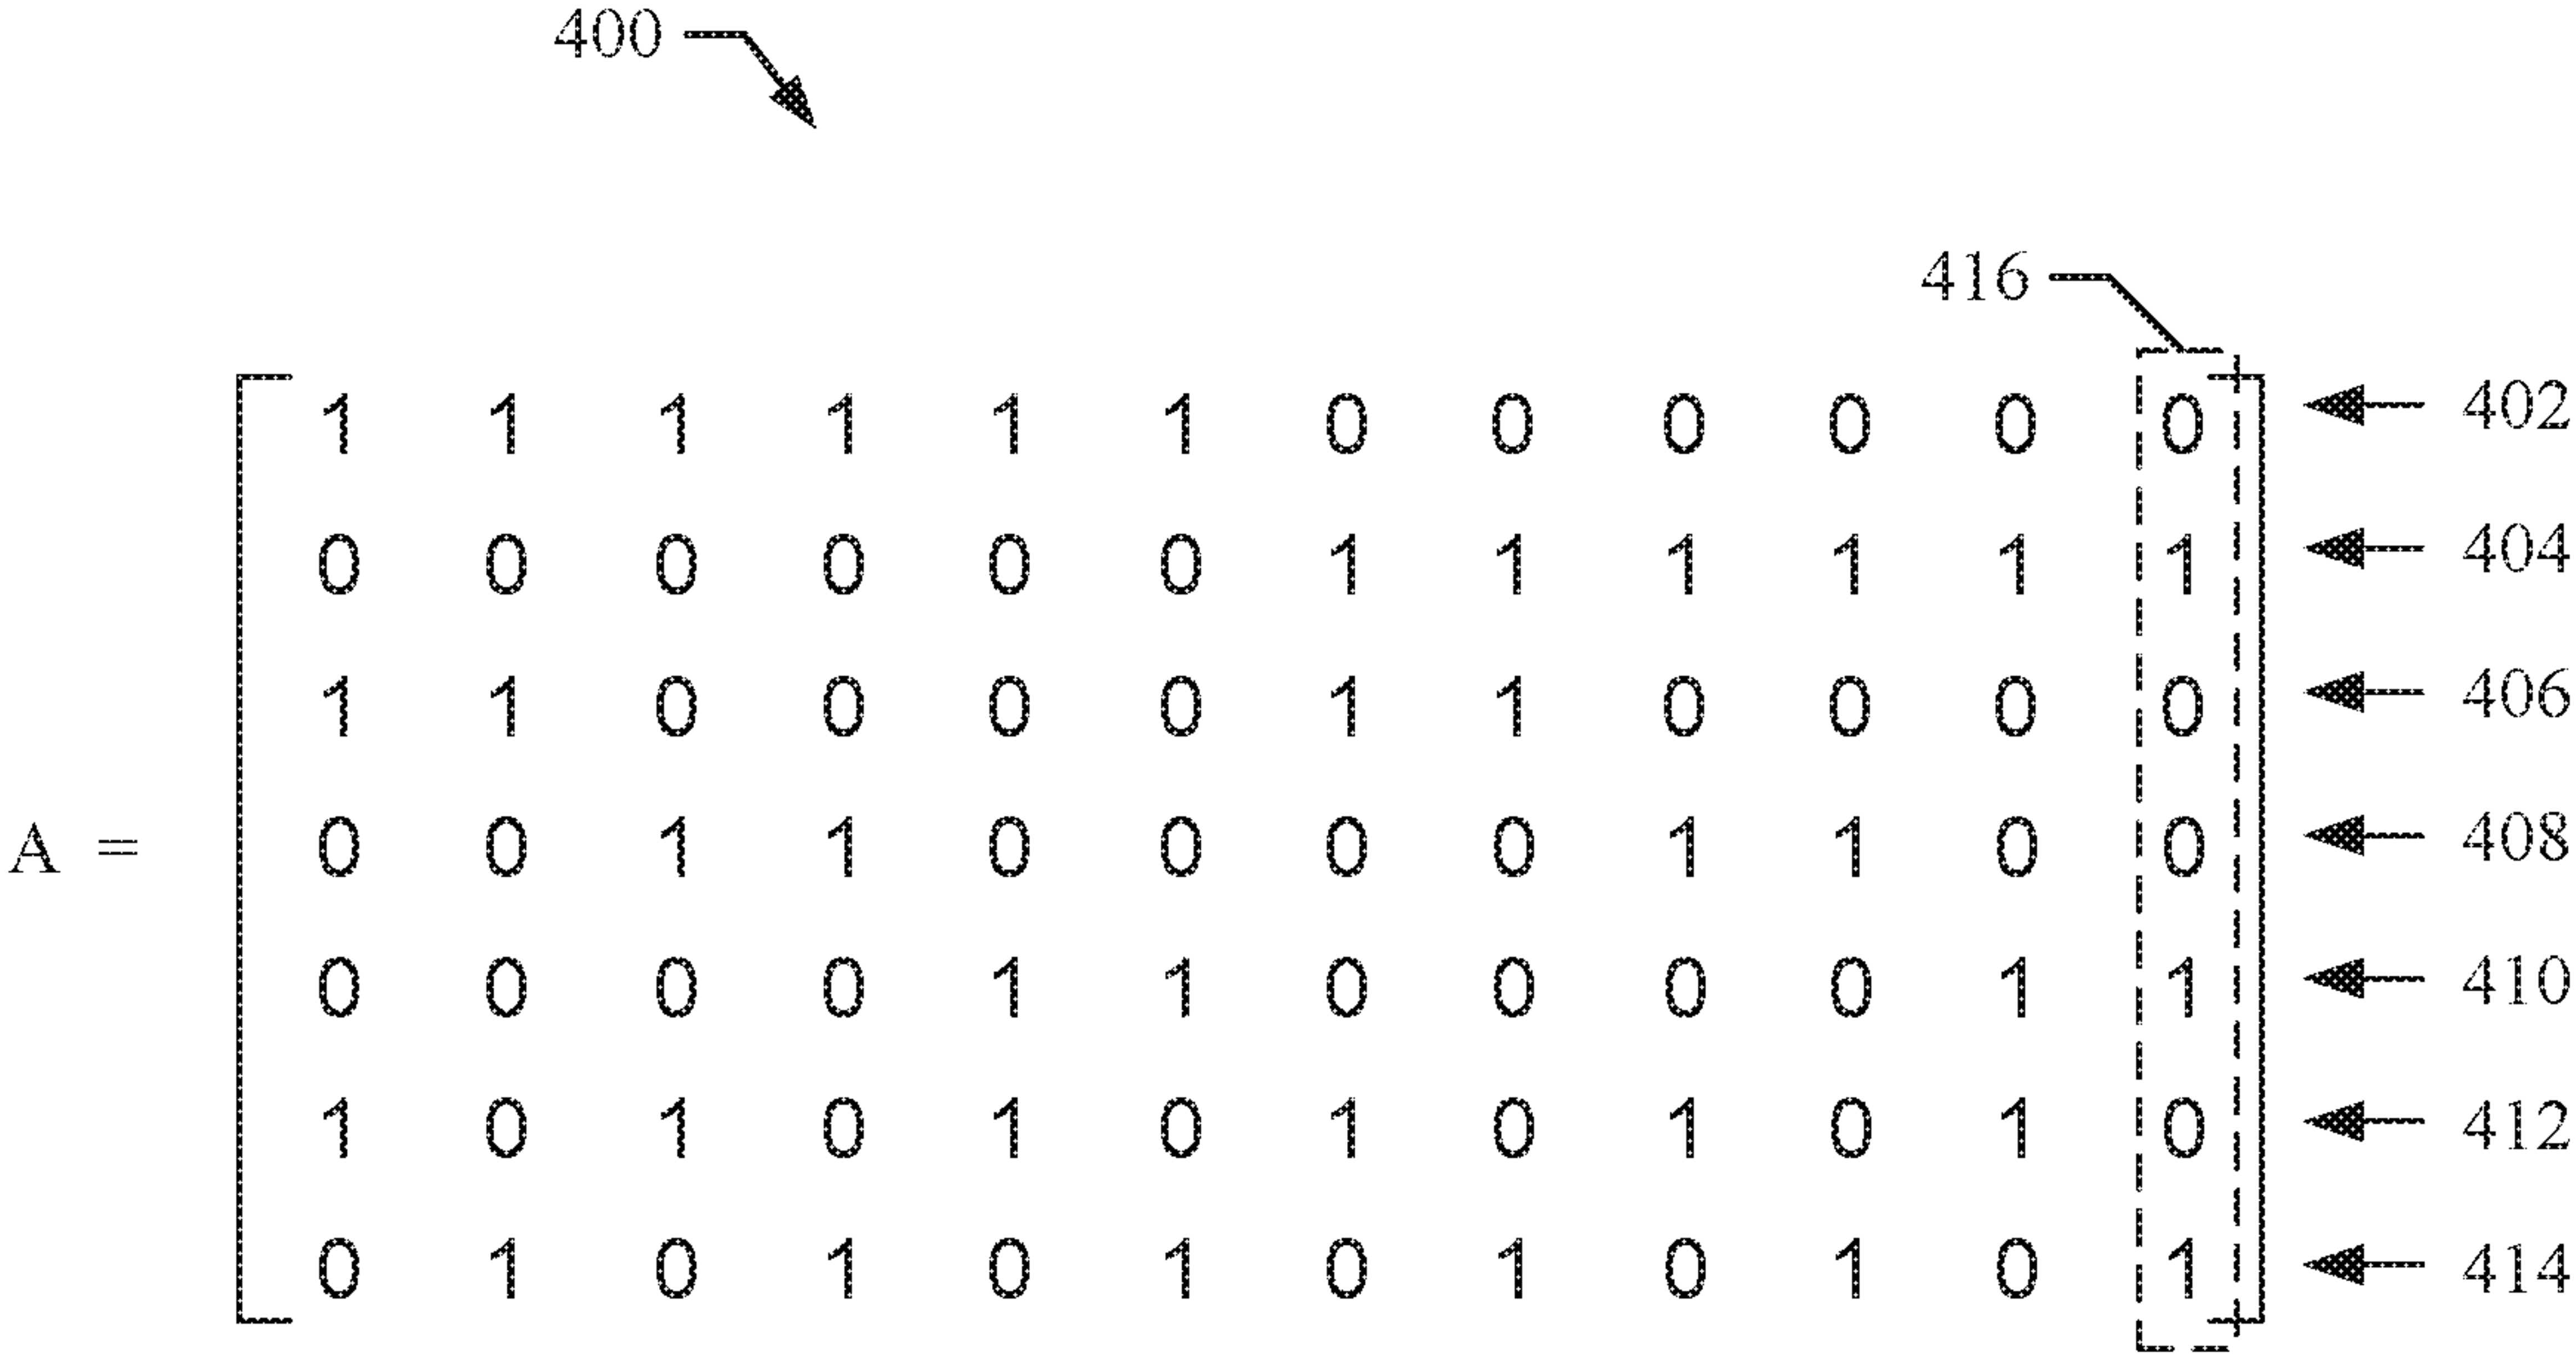 400
416
1 1 1 1 1 1 0 0 0 0 0 0 402
0 0 0 0 0 0 1 1 1 1 1 1 404
1 1 0 0 0 0 1 1 0 0 0 0 406
A = 0 0 1 1 0 0 0 0 1 1 0 0 408
0 0 0 0 1 1 0 0 0 0 1 1 410
1 0 1 0 1 0 1 0 1 0 1 0 412
0 1 0 1 0 1 0 1 0 1 0 1 414